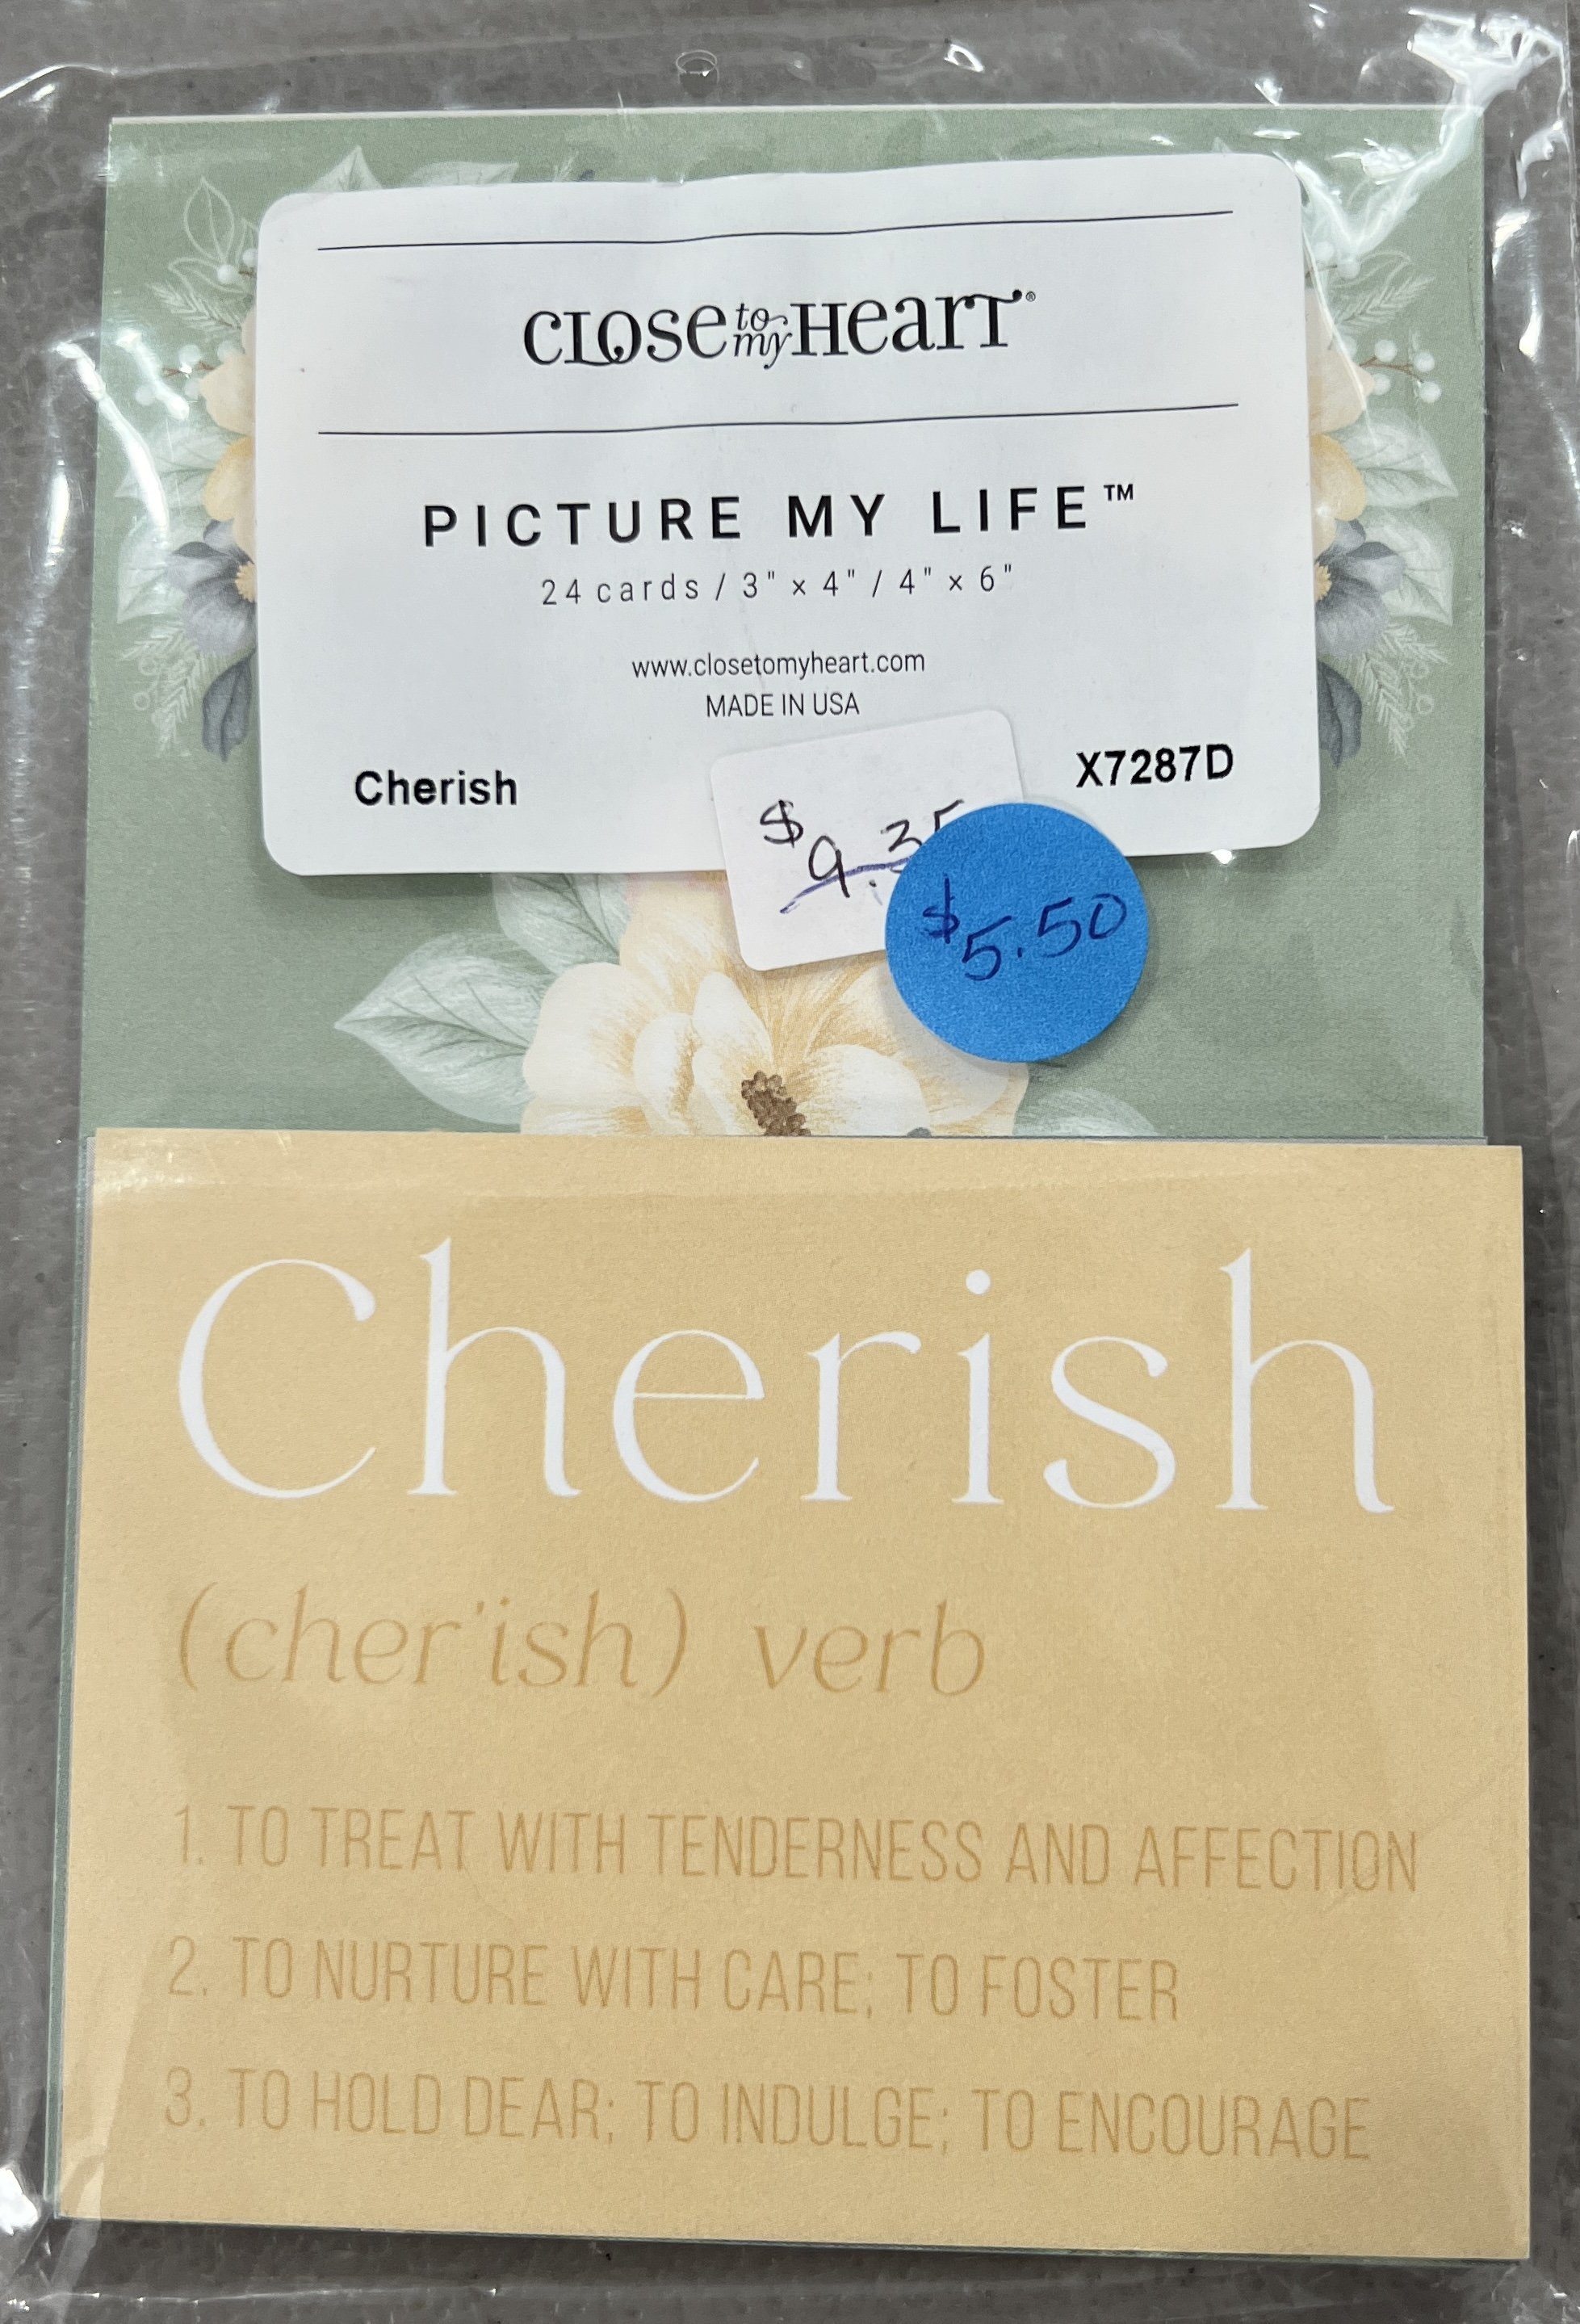 CLOSE to my HEART®
PICTURE MY LIFE™
24 cards / 3" × 4" / 4" × 6"
www.closetomyheart.com
MADE IN USA
Cherish X7287D
$9.35
$5.50
Cherish
(cher'ish) verb
1. TO TREAT WITH TENDERNESS AND AFFECTION
2. TO NURTURE WITH CARE; TO FOSTER
3. TO HOLD DEAR; TO INDULGE; TO ENCOURAGE